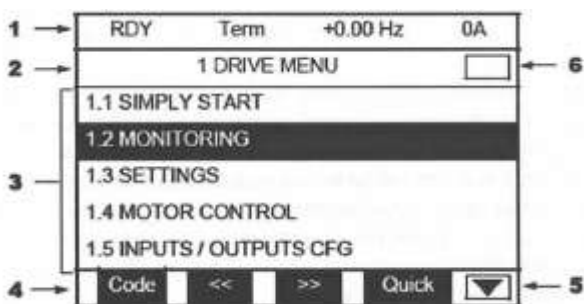 1 RDY Term +0.00 Hz 0A
2 1 DRIVE MENU 6
1.1 SIMPLY START
1.2 MONITORING
3 1.3 SETTINGS
1.4 MOTOR CONTROL
1.5 INPUTS / OUTPUTS CFG
4 Code << >> Quick 5